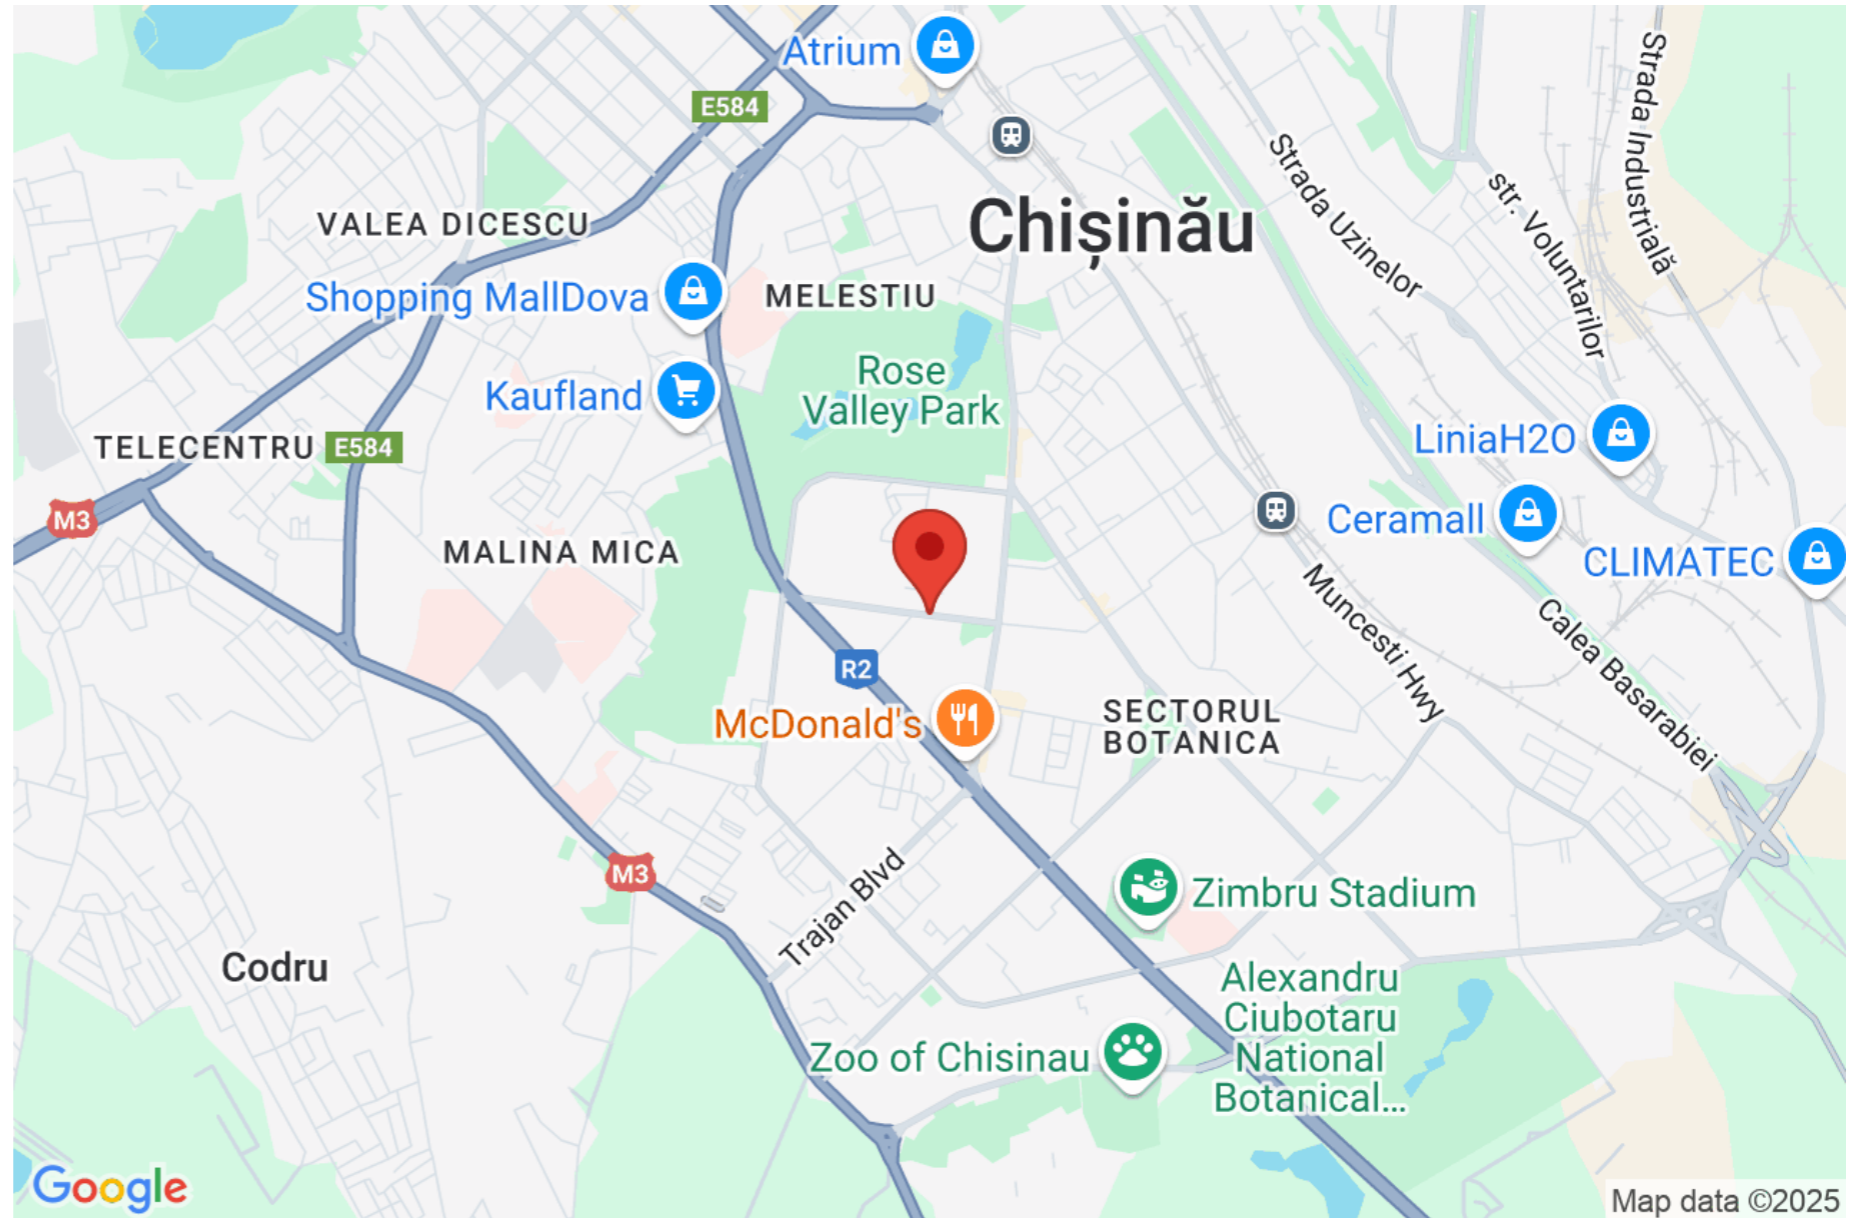 Atrium
E584
Strada Industrială
Strada Uzinelor
str. Voluntarilor
VALEA DICESCU
Chișinău
Shopping MallDova
MELESTIU
Rose
Valley Park
Kaufland
TELECENTRU
E584
LiniaH2O
M3
Ceramall
MALINA MICA
CLIMATEC
Muncesti Hwy
Calea Basarabiei
R2
McDonald's
SECTORUL
BOTANICA
M3
Trajan Blvd
Zimbru Stadium
Codru
Alexandru
Ciubotaru
National
Botanical...
Zoo of Chisinau
Google
Map data ©2025